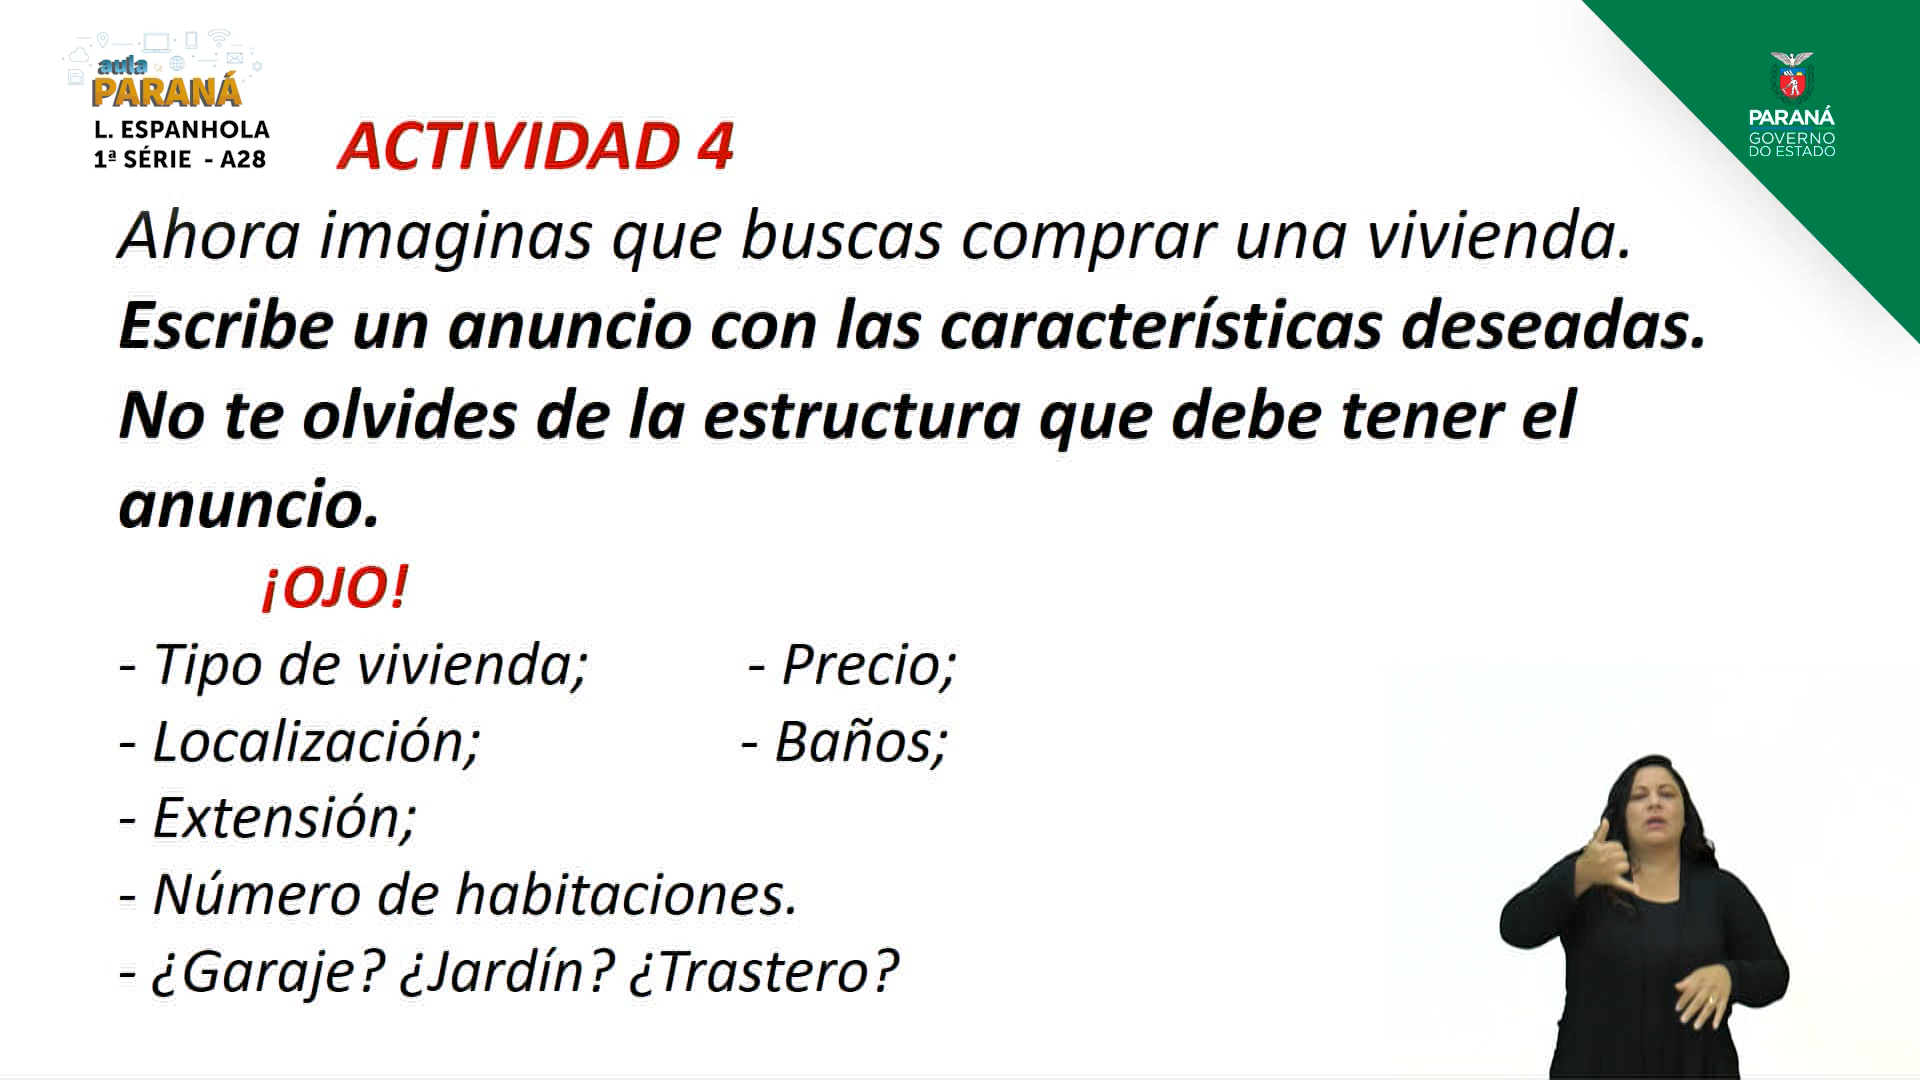 aula
PARANÁ
L. ESPANHOLA
1ª SÉRIE - A28
PARANÁ
GOVERNO
DO ESTADO
ACTIVIDAD 4
Ahora imaginas que buscas comprar una vivienda.
Escribe un anuncio con las características deseadas.
No te olvides de la estructura que debe tener el
anuncio.
¡OJO!
- Tipo de vivienda; - Precio;
- Localización; - Baños;
- Extensión;
- Número de habitaciones.
- ¿Garaje? ¿Jardín? ¿Trastero?